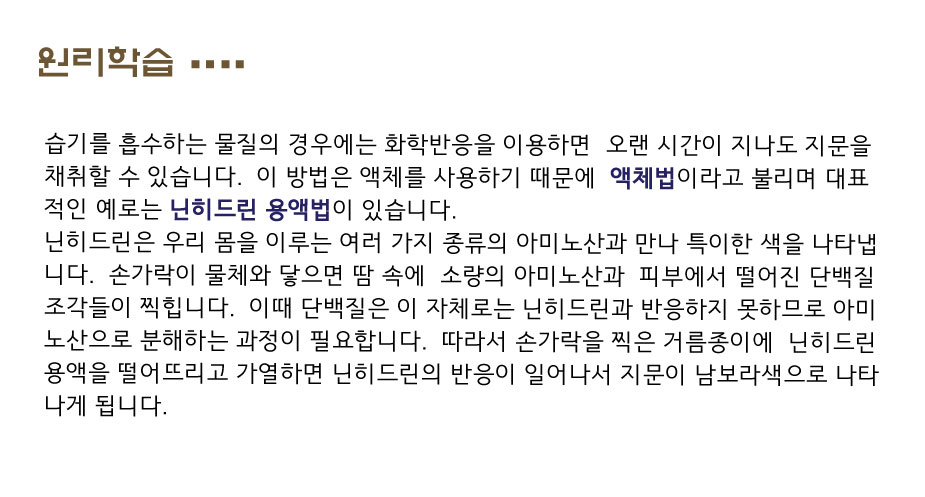 원리학습 ....
습기를 흡수하는 물질의 경우에는 화학반응을 이용하면 오랜 시간이 지나도 지문을
채취할 수 있습니다. 이 방법은 액체를 사용하기 때문에 액체법이라고 불리며 대표
적인 예로는 닌히드린 용액법이 있습니다.
닌히드린은 우리 몸을 이루는 여러 가지 종류의 아미노산과 만나 특이한 색을 나타냅
니다. 손가락이 물체와 닿으면 땀 속에 소량의 아미노산과 피부에서 떨어진 단백질
조각들이 찍힙니다. 이때 단백질은 이 자체로는 닌히드린과 반응하지 못하므로 아미
노산으로 분해하는 과정이 필요합니다. 따라서 손가락을 찍은 거름종이에 닌히드린
용액을 떨어뜨리고 가열하면 닌히드린의 반응이 일어나서 지문이 남보라색으로 나타
나게 됩니다.